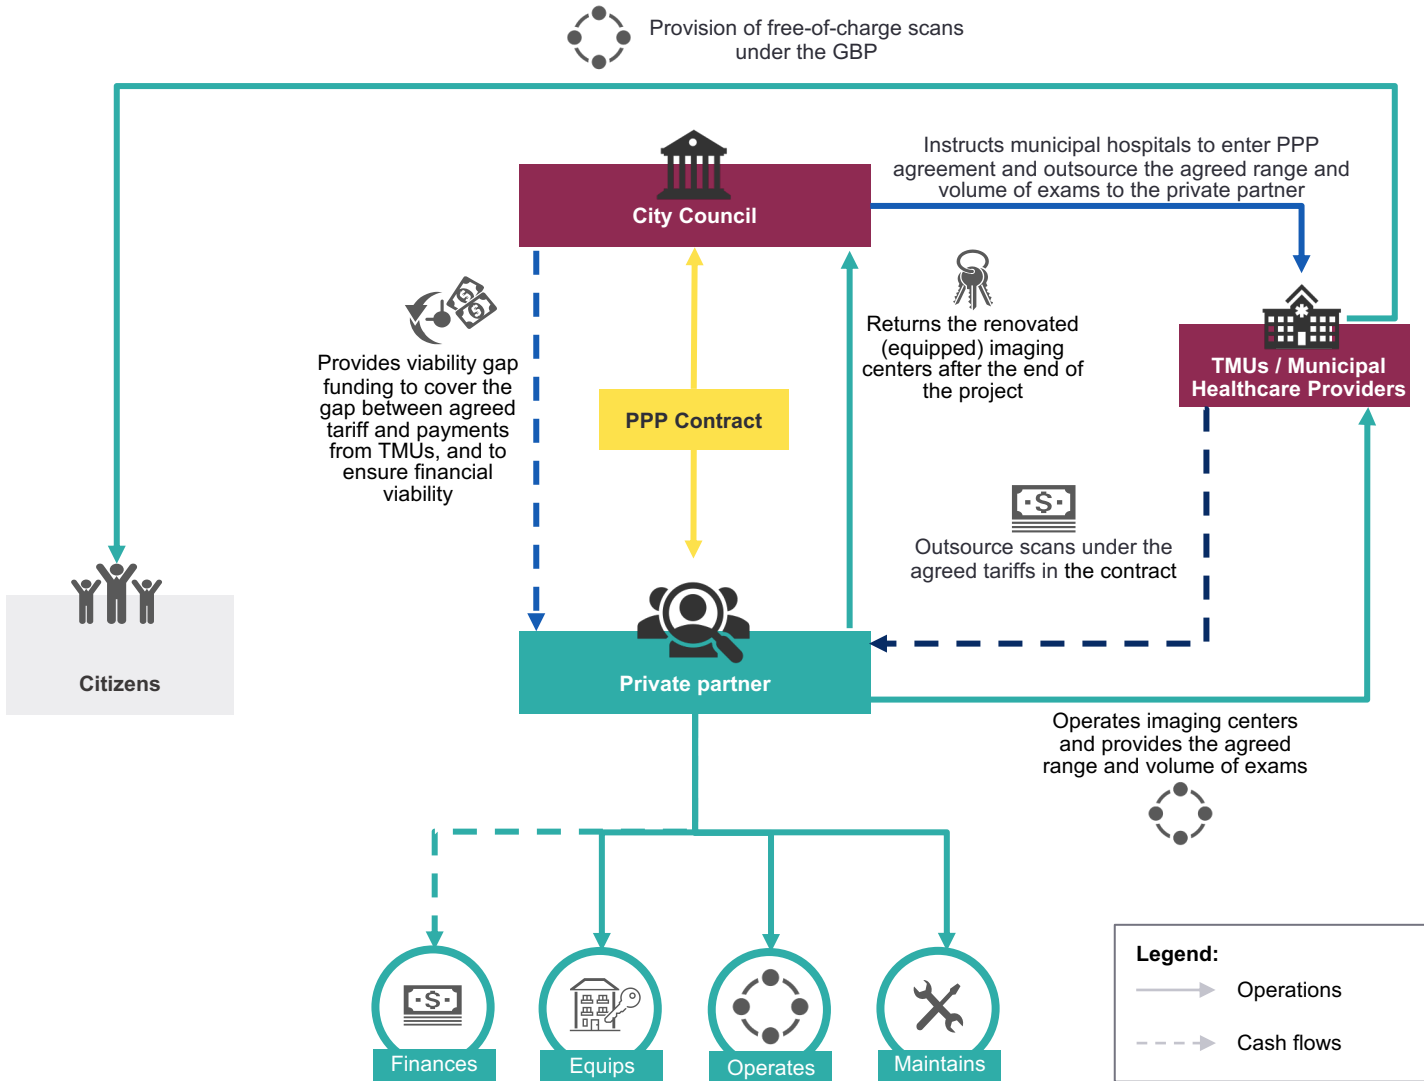 Provision of free-of-charge scans
under the GBP
Instructs municipal hospitals to enter PPP
agreement and outsource the agreed range and
volume of exams to the private partner
City Council
Provides viability gap
funding to cover the
gap between agreed
tariff and payments
from TMUs, and to
ensure financial
viability
Returns the renovated
(equipped) imaging
centers after the end of
the project
TMUs / Municipal
Healthcare Providers
PPP Contract
$
Outsource scans under the
agreed tariffs in the contract
Citizens
Private partner
Operates imaging centers
and provides the agreed
range and volume of exams
$
Finances
Equips
Operates
Maintains
Legend:
Operations
Cash flows